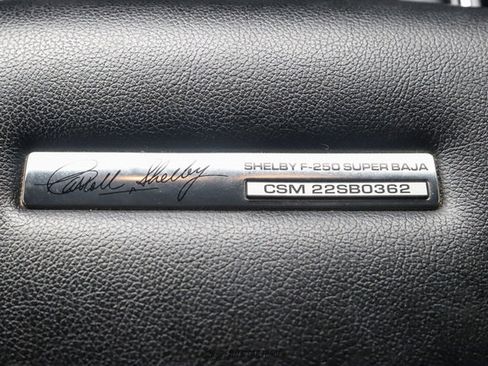 Carroll Shelby
SHELBY F-250 SUPER BAJA
CSM 22SB0362